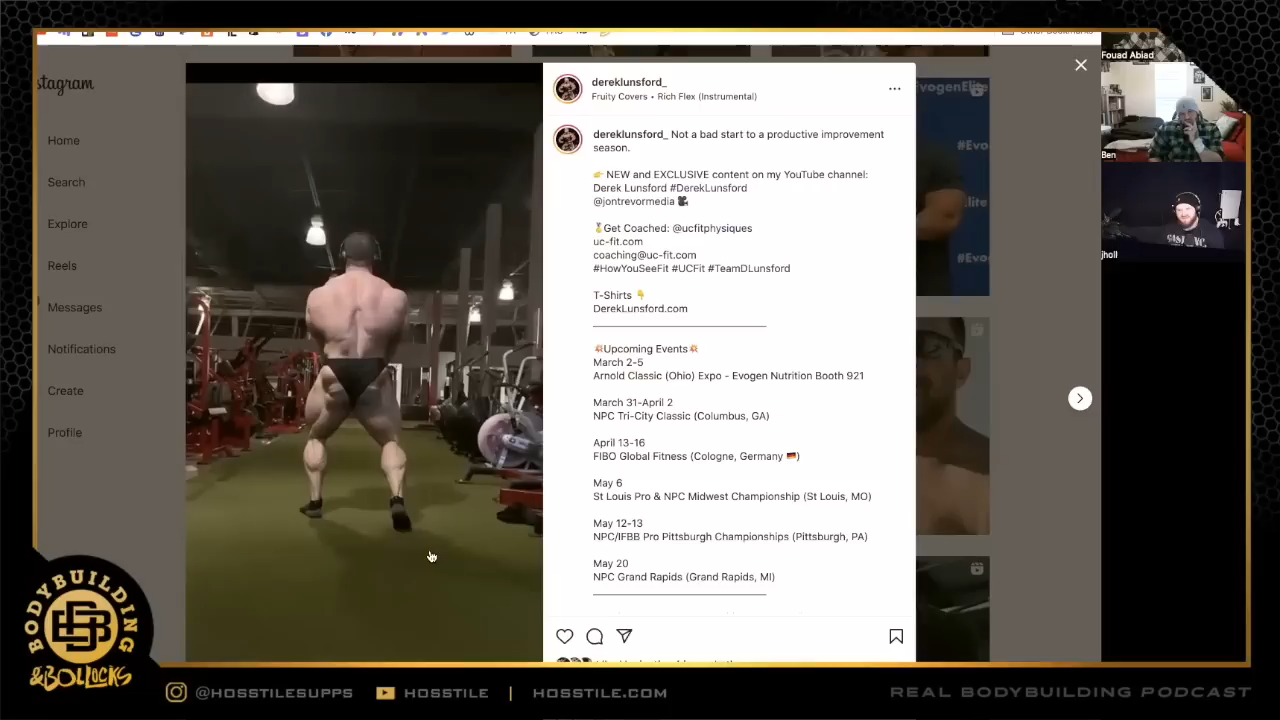 Fouad Abiad
Ben
jholl
stagram
Home
Search
Explore
Reels
Messages
Notifications
Create
Profile
dereklunsford_
Fruity Covers • Rich Flex (Instrumental)
dereklunsford_ Not a bad start to a productive improvement
season.
👉 NEW and EXCLUSIVE content on my YouTube channel:
Derek Lunsford #DerekLunsford
@jontrevormedia 🎥
🥇Get Coached: @ucfitphysiques
uc-fit.com
coaching@uc-fit.com
#HowYouSeeFit #UCFit #TeamDLunsford
T-Shirts 👇
DerekLunsford.com
💥Upcoming Events💥
March 2-5
Arnold Classic (Ohio) Expo - Evogen Nutrition Booth 921
March 31-April 2
NPC Tri-City Classic (Columbus, GA)
April 13-16
FIBO Global Fitness (Cologne, Germany 🇩🇪)
May 6
St Louis Pro & NPC Midwest Championship (St Louis, MO)
May 12-13
NPC/IFBB Pro Pittsburgh Championships (Pittsburgh, PA)
May 20
NPC Grand Rapids (Grand Rapids, MI)
EvogenElite
#Evo
.lite
#Evo
BODYBUILDING
&BOLLOCKS
@HOSSTILESUPPS
HOSSTILE
|
HOSSTILE.COM
REAL BODYBUILDING PODCAST